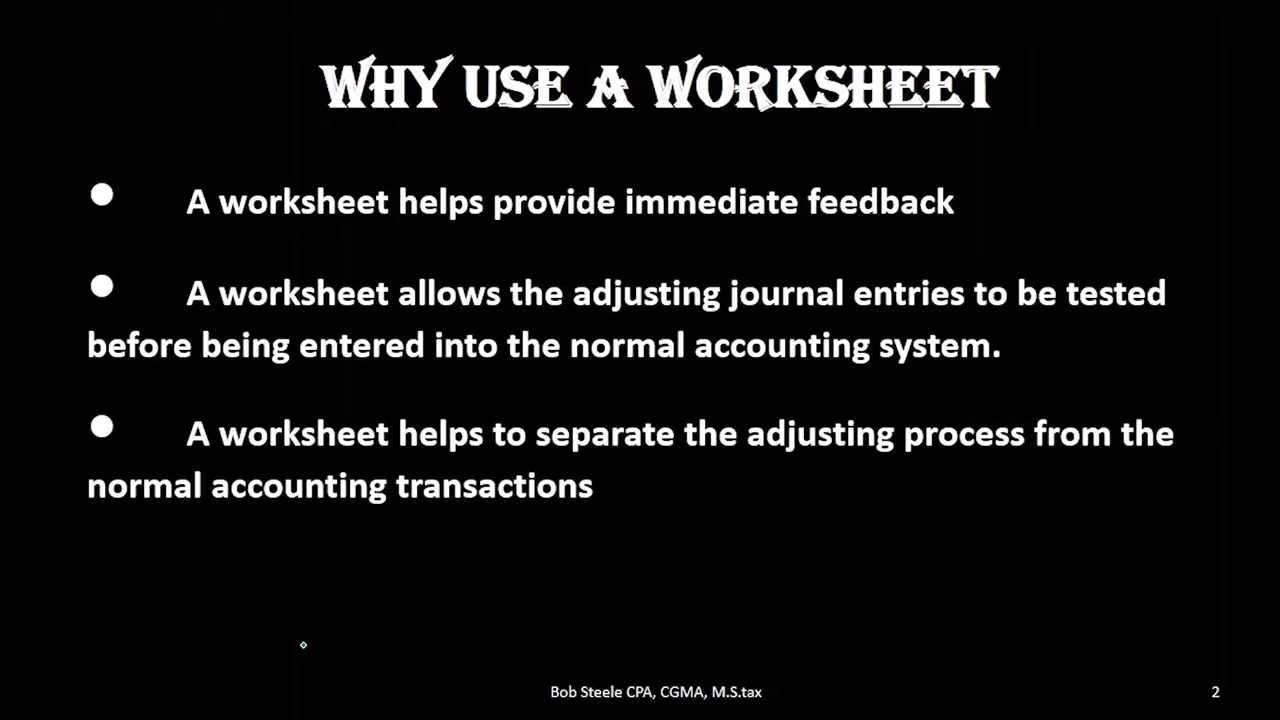 WHY USE A WORKSHEET
● A worksheet helps provide immediate feedback
● A worksheet allows the adjusting journal entries to be tested
before being entered into the normal accounting system.
● A worksheet helps to separate the adjusting process from the
normal accounting transactions
Bob Steele CPA, CGMA, M.S.tax
2